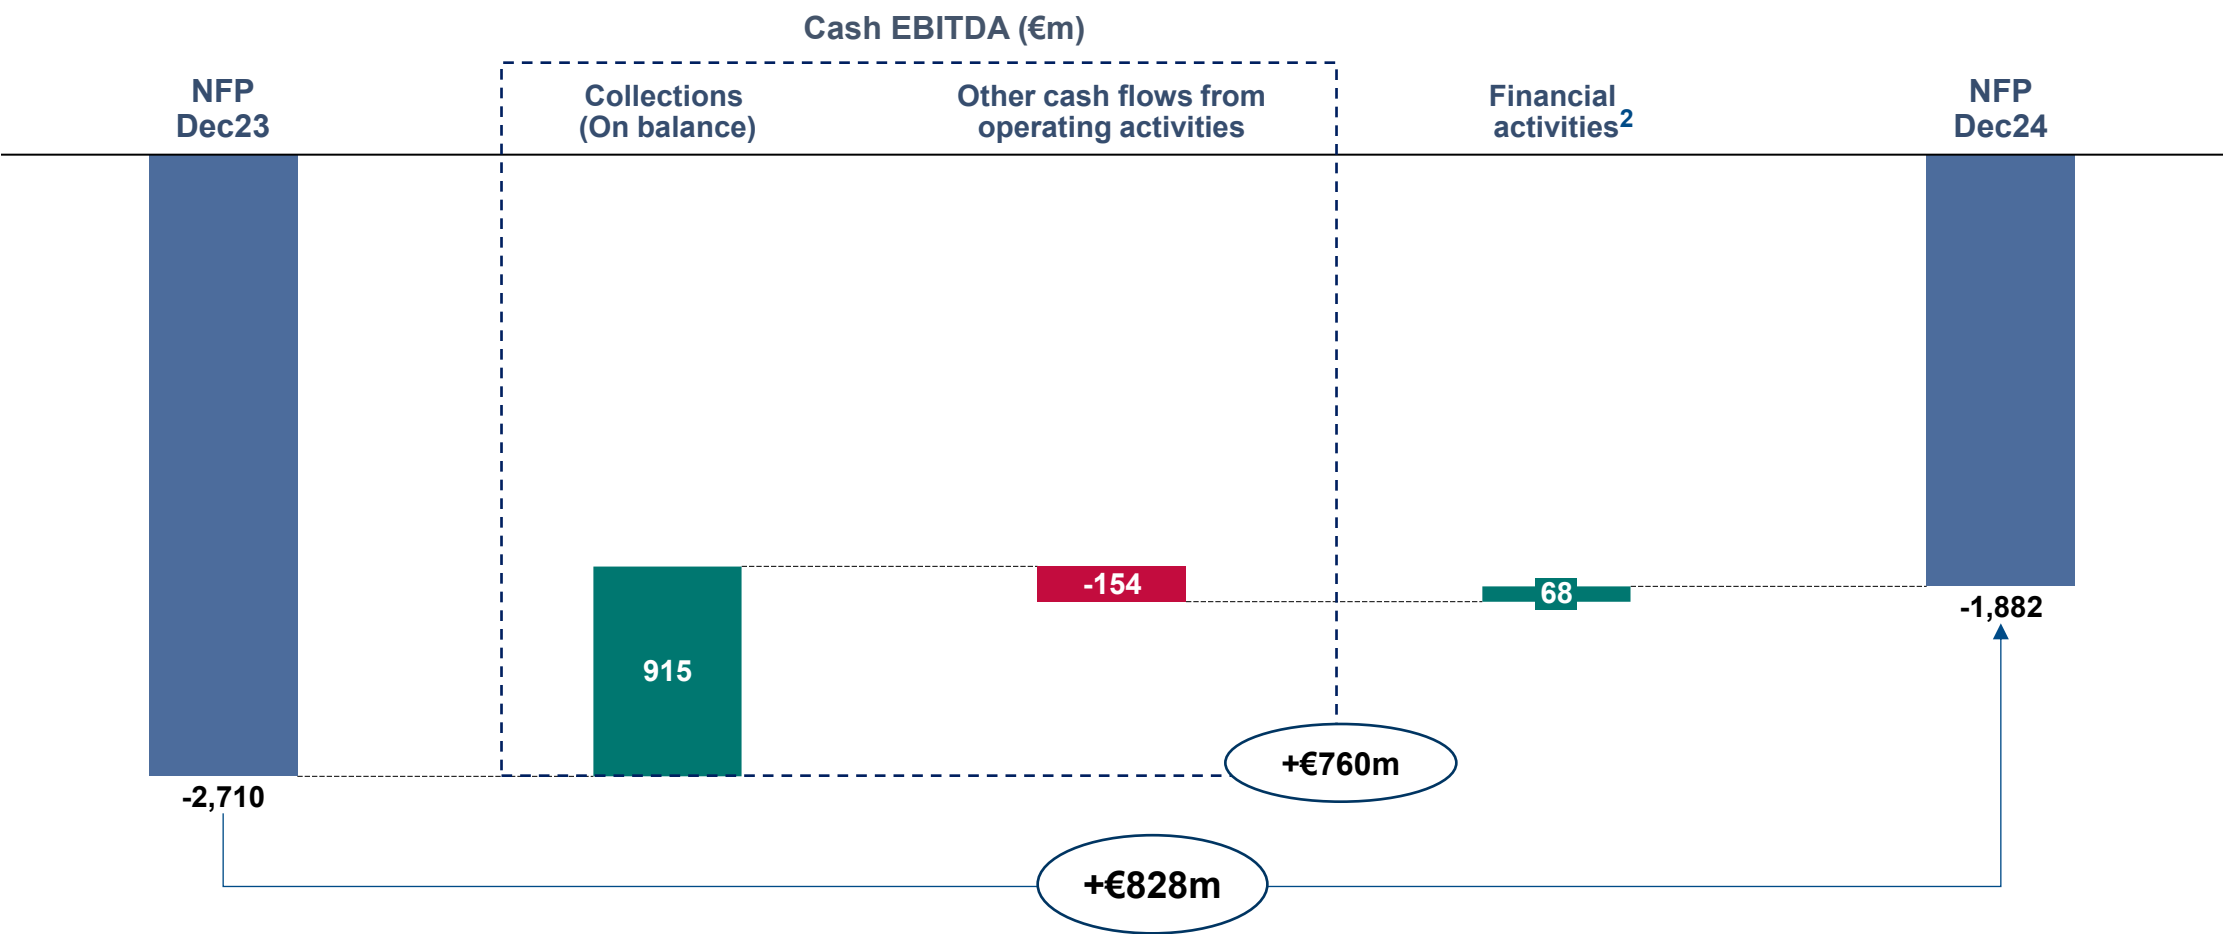 Cash EBITDA (€m)
NFP
Dec23
Collections
(On balance)
Other cash flows from
operating activities
Financial
activities2
NFP
Dec24
-154
68
-1,882
915
+€760m
-2,710
+€828m